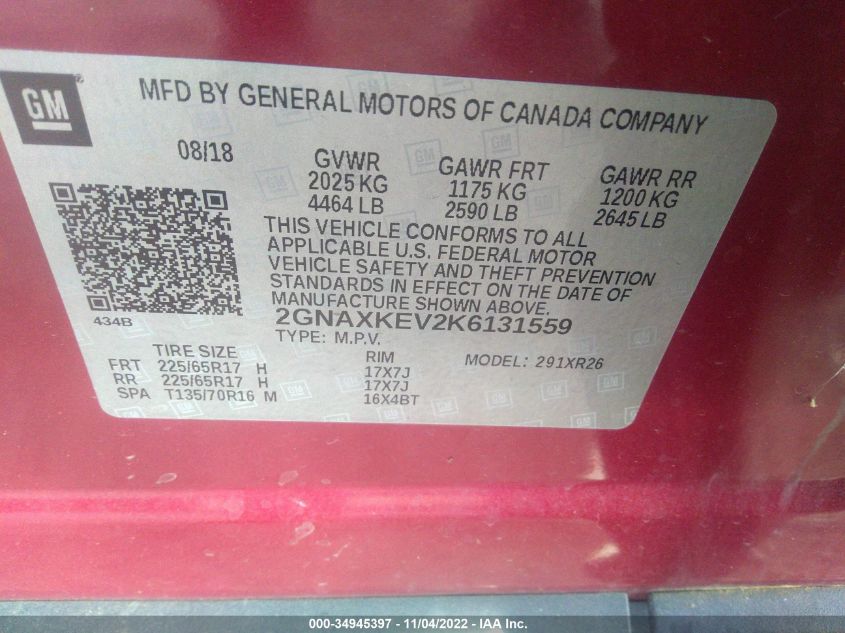 GM ®
MFD BY GENERAL MOTORS OF CANADA COMPANY
08/18
GVWR GAWR FRT GAWR RR
2025 KG 1175 KG 1200 KG
4464 LB 2590 LB 2645 LB
THIS VEHICLE CONFORMS TO ALL
APPLICABLE U.S. FEDERAL MOTOR
VEHICLE SAFETY AND THEFT PREVENTION
STANDARDS IN EFFECT ON THE DATE OF
MANUFACTURE SHOWN ABOVE.
434B
2GNAXKEV2K6131559
TYPE: M.P.V.
TIRE SIZE RIM MODEL: 291XR26
FRT 225/65R17 H 17X7J
RR 225/65R17 H 17X7J
SPA T135/70R16 M 16X4BT
000-34945397 - 11/04/2022 - IAA Inc.